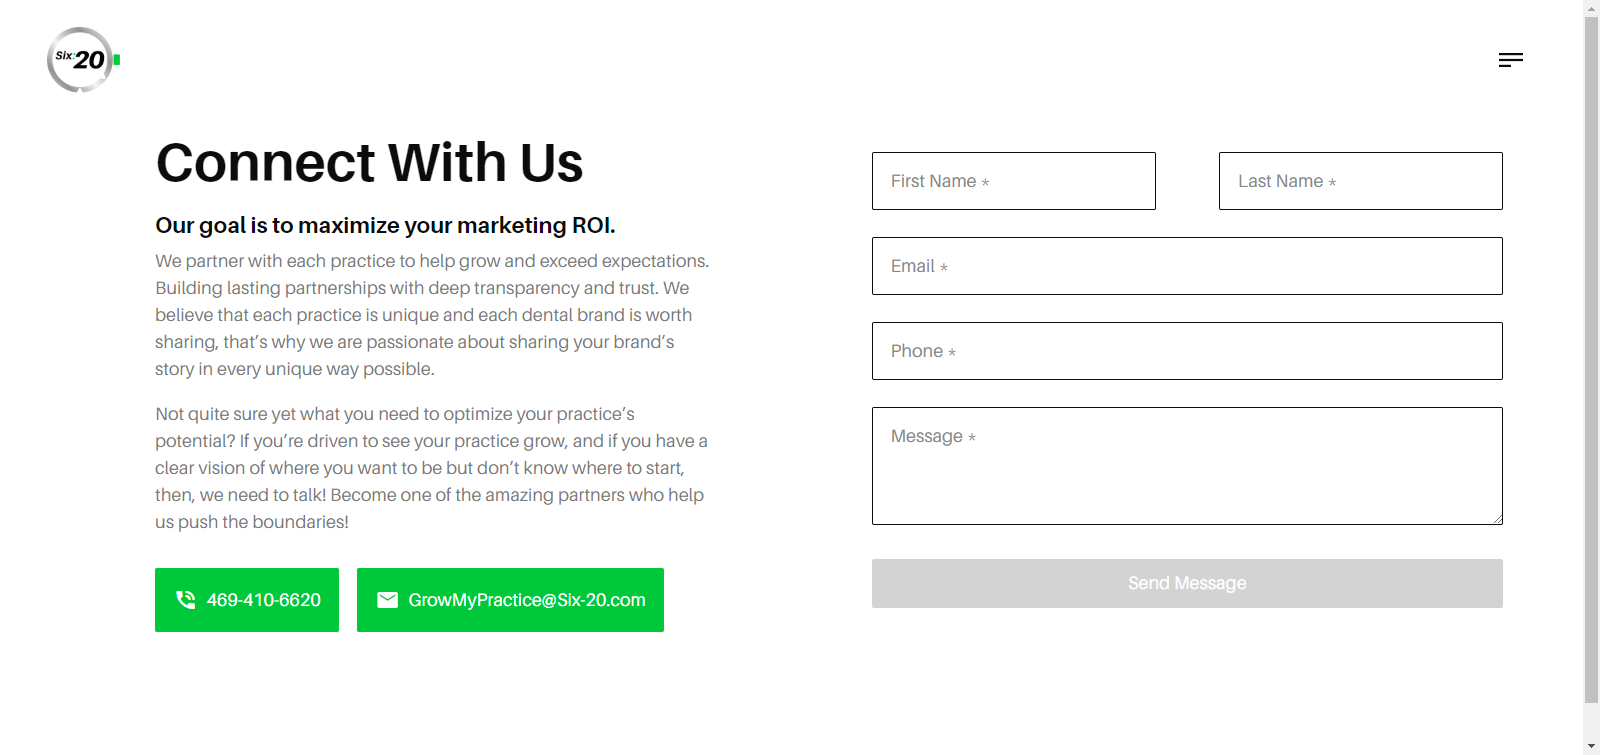 Six:20
Connect With Us
Our goal is to maximize your marketing ROI.
We partner with each practice to help grow and exceed expectations.
Building lasting partnerships with deep transparency and trust. We
believe that each practice is unique and each dental brand is worth
sharing, that’s why we are passionate about sharing your brand’s
story in every unique way possible.
Not quite sure yet what you need to optimize your practice’s
potential? If you’re driven to see your practice grow, and if you have a
clear vision of where you want to be but don’t know where to start,
then, we need to talk! Become one of the amazing partners who help
us push the boundaries!
469-410-6620
GrowMyPractice@Six-20.com
First Name *
Last Name *
Email *
Phone *
Message *
Send Message